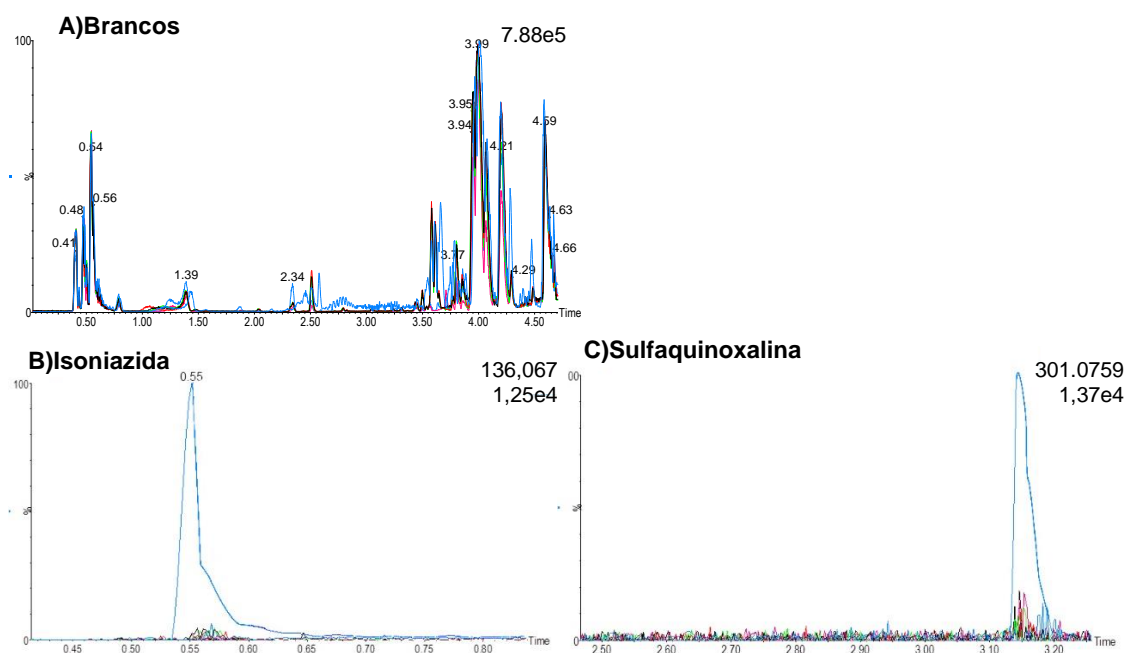 A)Brancos
7.88e5
100
3.99
3.95
3.94
0.54
4.21
4.59
%
0.56
0.48
4.63
0.41
3.77
4.66
1.39
2.34
4.29
0
0.50 1.00 1.50 2.00 2.50 3.00 3.50 4.00 4.50 Time
B)Isoniazida
136,067
1,25e4
100
0.55
%
0
Time
0.45 0.50 0.55 0.60 0.65 0.70 0.75 0.80
C)Sulfaquinoxalina
301.0759
1,37e4
00
%
0
Time
2.50 2.60 2.70 2.80 2.90 3.00 3.10 3.20